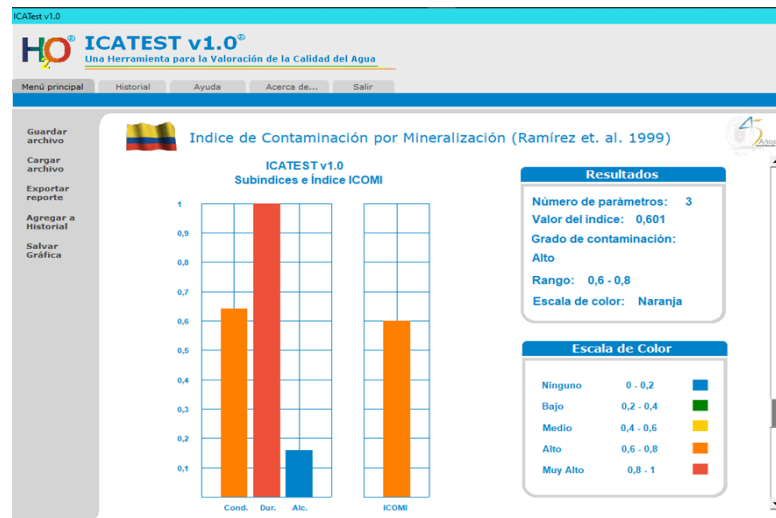 ICATest v1.0
H2O®
ICATEST v1.0®
Una Herramienta para la Valoración de la Calidad del Agua
Menú principal Historial Ayuda Acerca de... Salir
Guardar
archivo
Cargar
archivo
Exportar
reporte
Agregar a
Historial
Salvar
Gráfica
Indice de Contaminación por Mineralización (Ramírez et. al. 1999)
45
Años
ICATEST v1.0
Subíndices e Índice ICOMI
1
0,9
0,8
0,7
0,6
0,5
0,4
0,3
0,2
0,1
Cond. Dur. Alc. ICOMI
Resultados
Número de parámetros: 3
Valor del indice: 0,601
Grado de contaminación:
Alto
Rango: 0,6 - 0,8
Escala de color: Naranja
Escala de Color
Ninguno 0 - 0,2
Bajo 0,2 - 0,4
Medio 0,4 - 0,6
Alto 0,6 - 0,8
Muy Alto 0,8 - 1